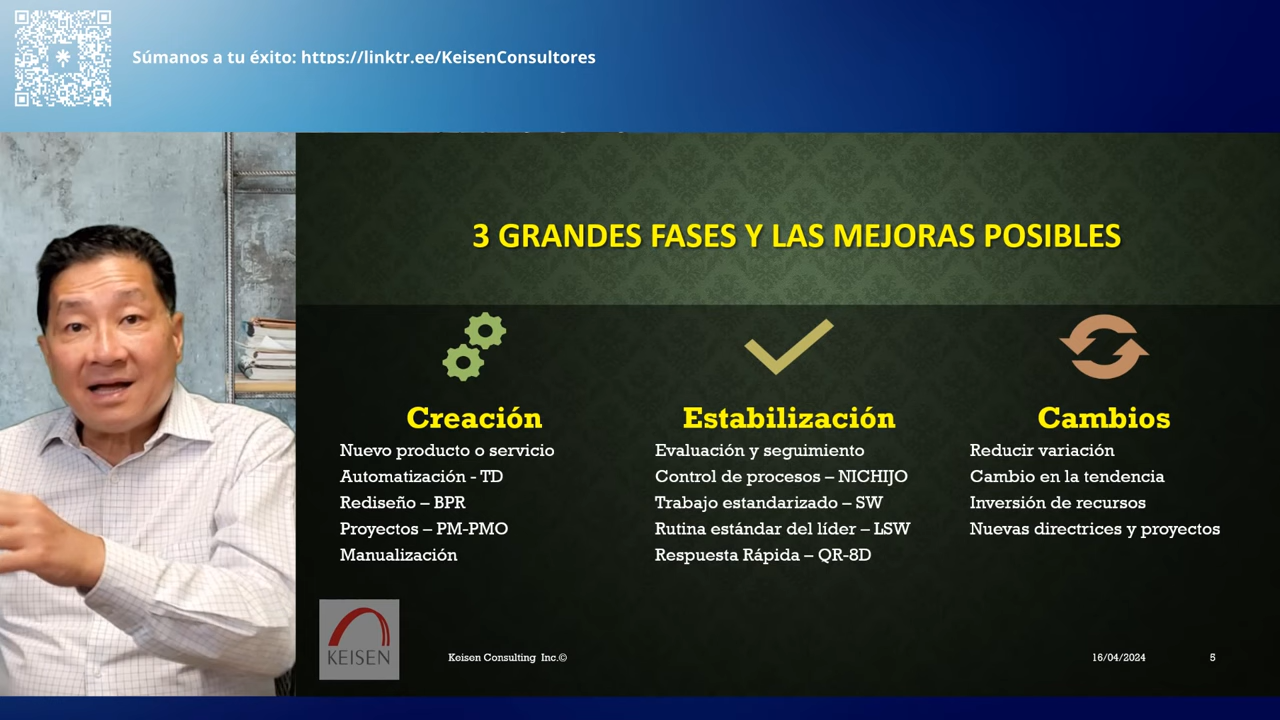 Súmanos a tu éxito: https://linktr.ee/KeisenConsultores
3 GRANDES FASES Y LAS MEJORAS POSIBLES
Creación
Nuevo producto o servicio
Automatización - TD
Rediseño – BPR
Proyectos – PM-PMO
Manualización
Estabilización
Evaluación y seguimiento
Control de procesos – NICHIJO
Trabajo estandarizado – SW
Rutina estándar del líder – LSW
Respuesta Rápida – QR-8D
Cambios
Reducir variación
Cambio en la tendencia
Inversión de recursos
Nuevas directrices y proyectos
KEISEN
Keisen Consulting Inc.©
16/04/2024
5